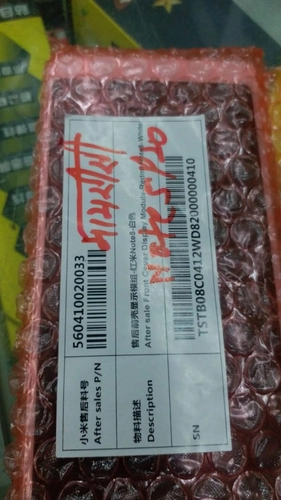 小米售后料号
After sales P/N
560410020033
物料描述
Description
售后前壳显示模组-红米Note5-白色
After sale Front Cover Display Module-Redmi White
SN
TSTB08C0412WD82000000000410